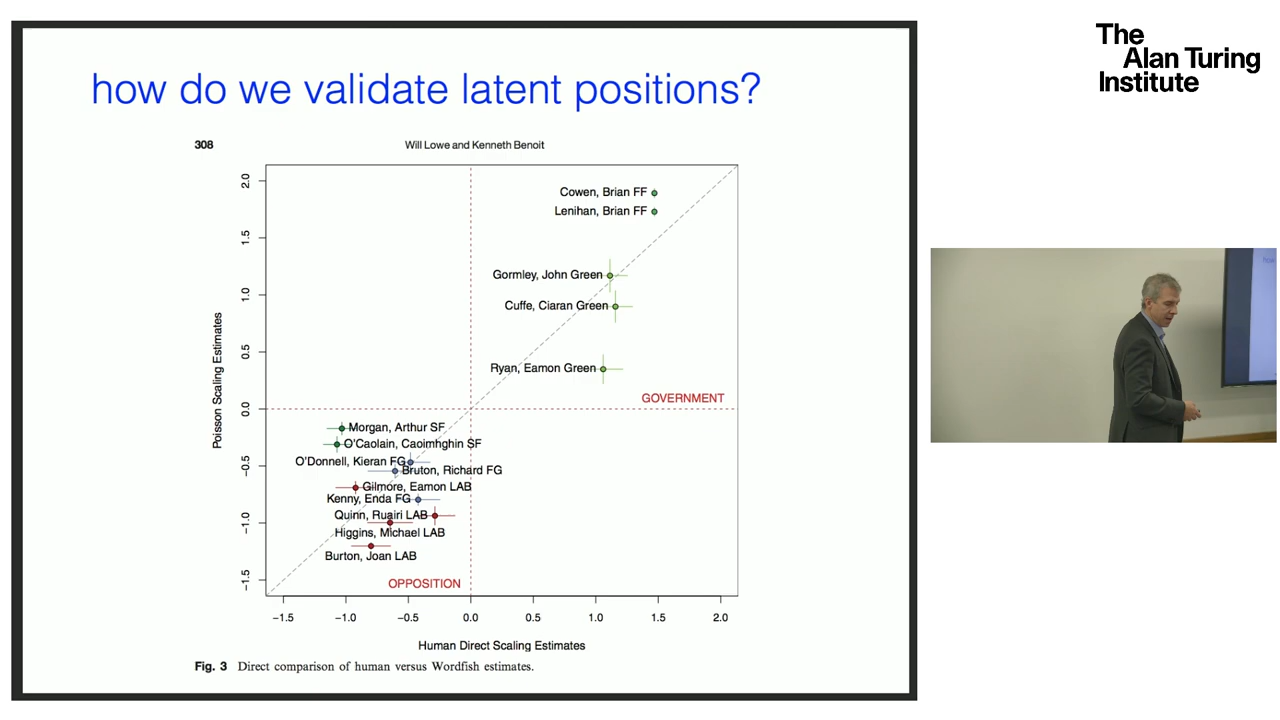 how do we validate latent positions?
The
Alan Turing
Institute
308
Will Lowe and Kenneth Benoit
2.0
1.5
1.0
0.5
0.0
−0.5
−1.0
−1.5
Poisson Scaling Estimates
Cowen, Brian FF
Lenihan, Brian FF
Gormley, John Green
Cuffe, Ciaran Green
Ryan, Eamon Green
GOVERNMENT
Morgan, Arthur SF
O'Caolain, Caoimhghin SF
O'Donnell, Kieran FG
Bruton, Richard FG
Gilmore, Eamon LAB
Kenny, Enda FG
Quinn, Ruairi LAB
Higgins, Michael LAB
Burton, Joan LAB
OPPOSITION
−1.5 −1.0 −0.5 0.0 0.5 1.0 1.5 2.0
Human Direct Scaling Estimates
Fig. 3 Direct comparison of human versus Wordfish estimates.